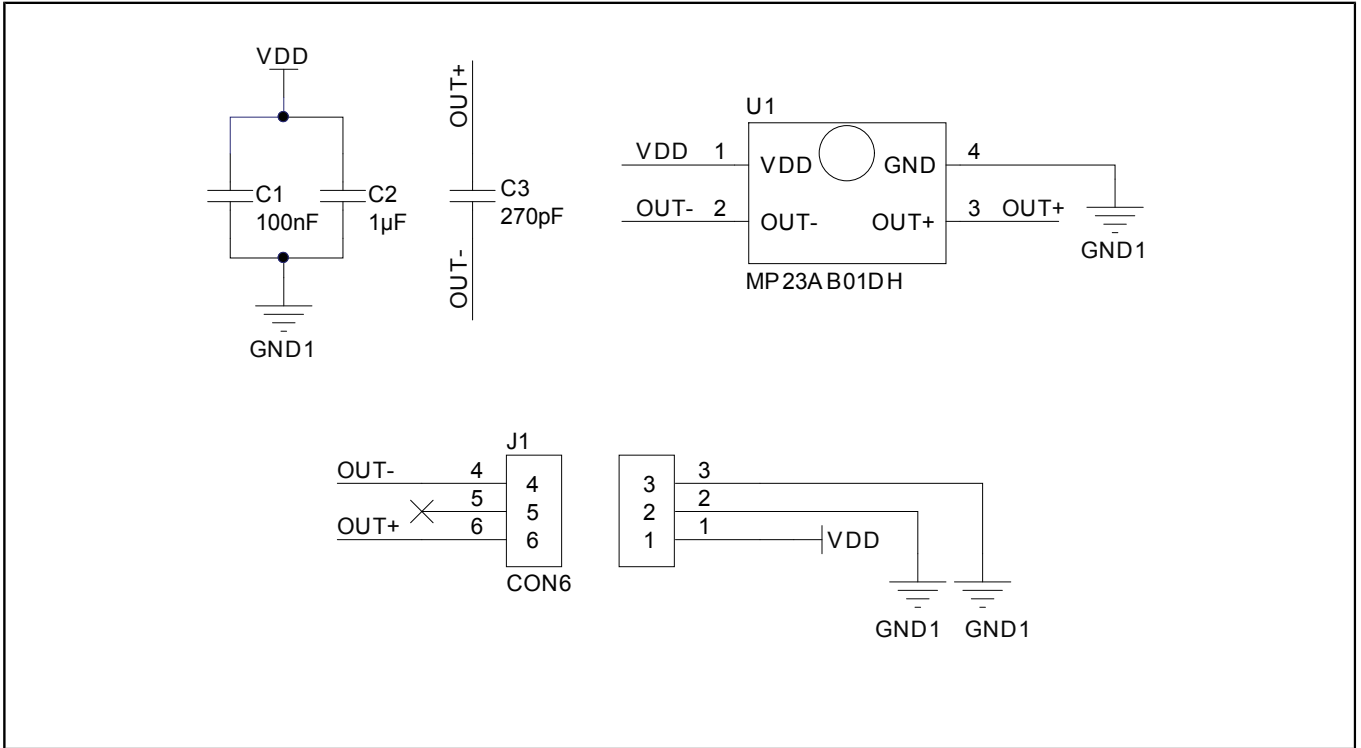 VDD
C1
100nF
C2
1µF
GND1
OUT+
C3
270pF
OUT-
U1
VDD 1 VDD GND 4
OUT- 2 OUT- OUT+ 3 OUT+
MP23AB01DH
GND1
J1
OUT- 4 4
5 5
OUT+ 6 6
CON6
3 3
2 2
1 1 VDD
GND1 GND1